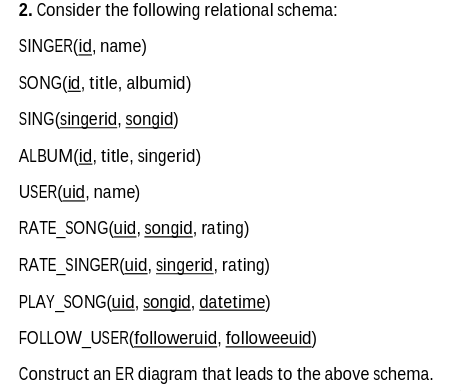 2. Consider the following relational schema:
SINGER(id, name)
SONG(id, title, albumid)
SING(singerid, songid)
ALBUM(id, title, singerid)
USER(uid, name)
RATE_SONG(uid, songid, rating)
RATE_SINGER(uid, singerid, rating)
PLAY_SONG(uid, songid, datetime)
FOLLOW_USER(followeruid, followeeuid)
Construct an ER diagram that leads to the above schema.